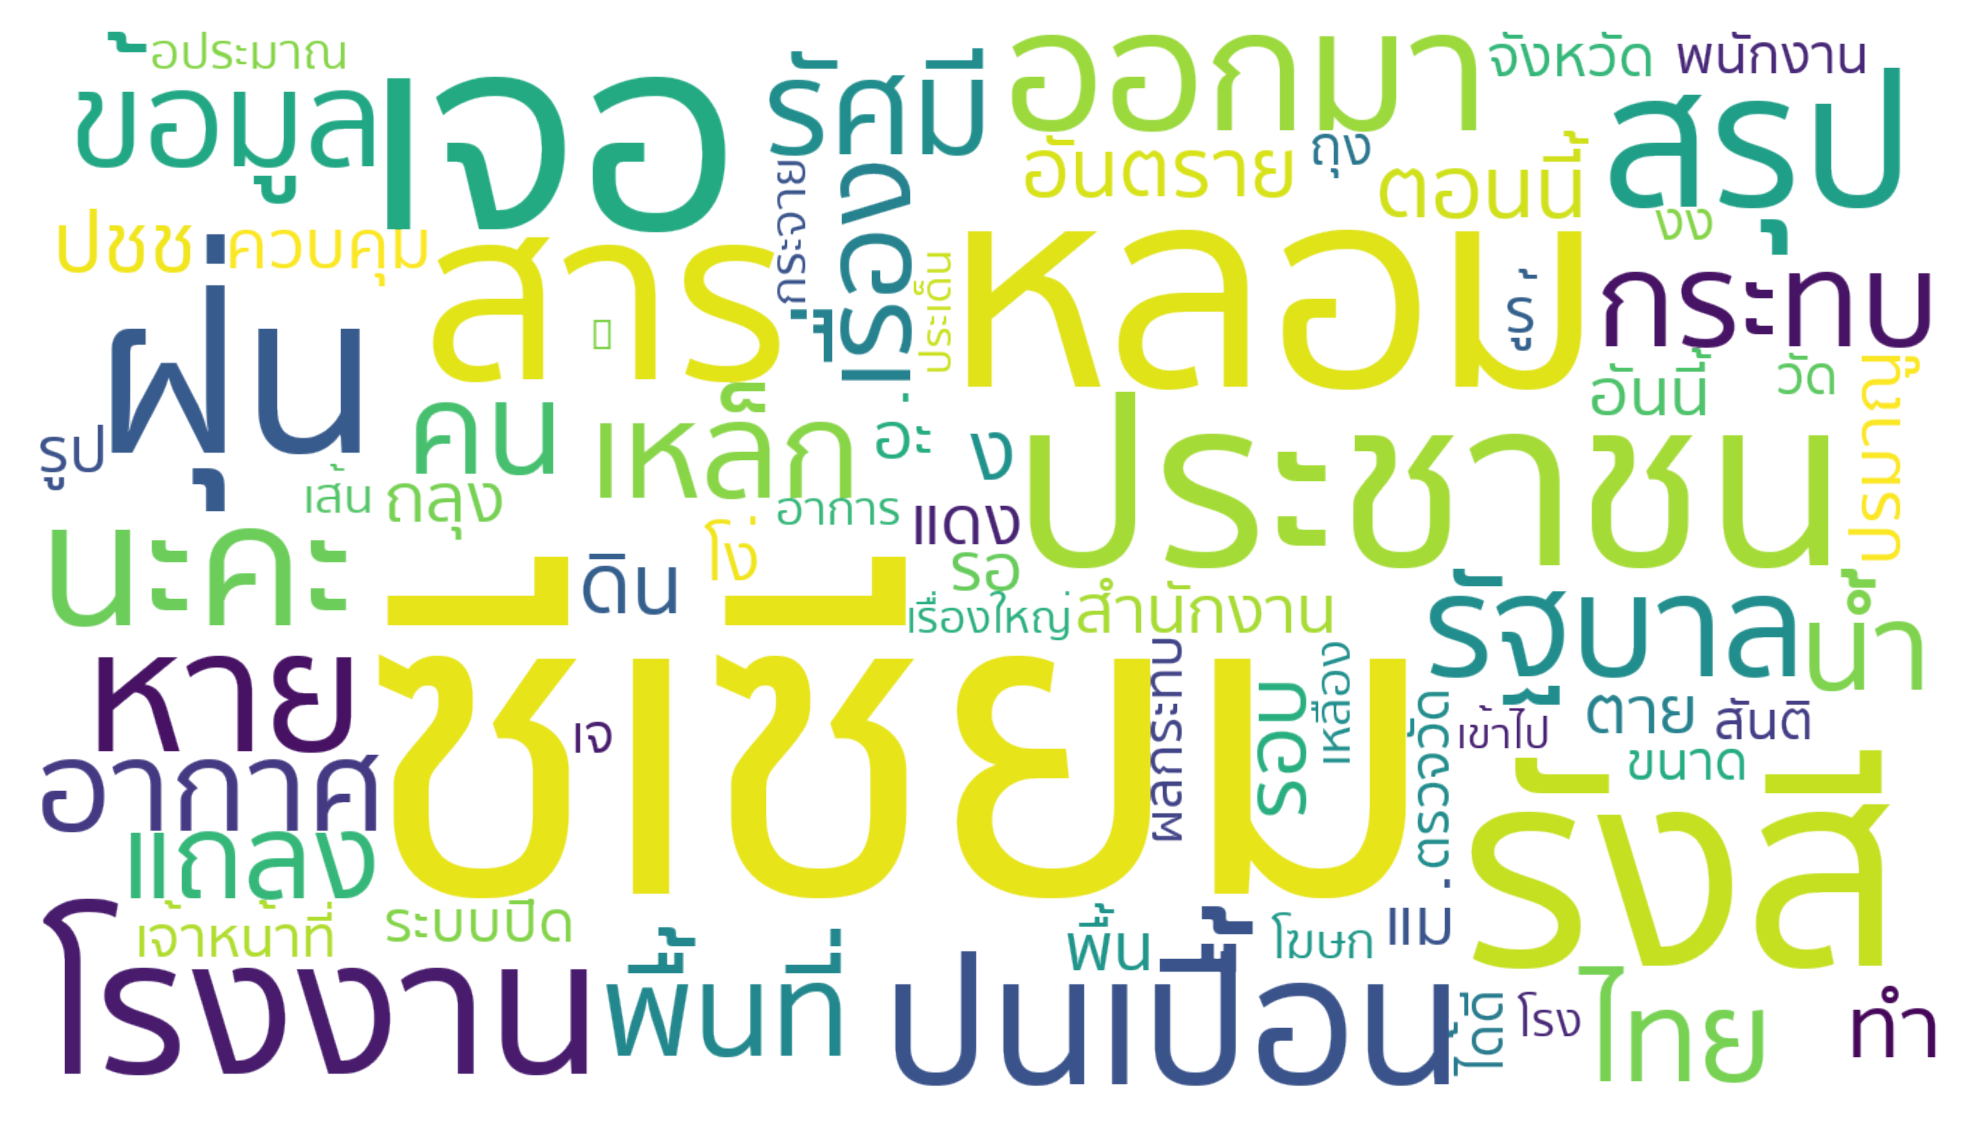 ้อประมาณ
ข้อมูล
เจอ
รัศมี
ออกมา
จังหวัด
พนักงาน
สรุป
อันตราย
ถุง
ตอนนี้
งง
ปชช
ควบคุม
สาร
กระจาย
เรื่อง
ประเด็น
หลอม
รู้
กระทบ
ฝุ่น
รูป
คน
เหล็ก
อะ
ง
ประชาชน
อันนี้
วัด
ปรมาณู
เส้น
ถลุง
อาการ
แดง
นะคะ
โง่
ดิน
รอ
เรื่องใหญ่
สำนักงาน
รัฐบาล
น้ำ
หาย
ซีเซียม
เจ
ผลกระทบ
รอบ
เหลือง
ตรวจวัด
เข้าไป
ตาย
สันติ
ขนาด
อากาศ
แถลง
รังสี
เจ้าหน้าที่
ระบบปิด
โรงงาน
พื้นที่
ปนเปื้อน
พื้น
โฆษก
แม
ได้ดี
โรง
ไทย
ทำ